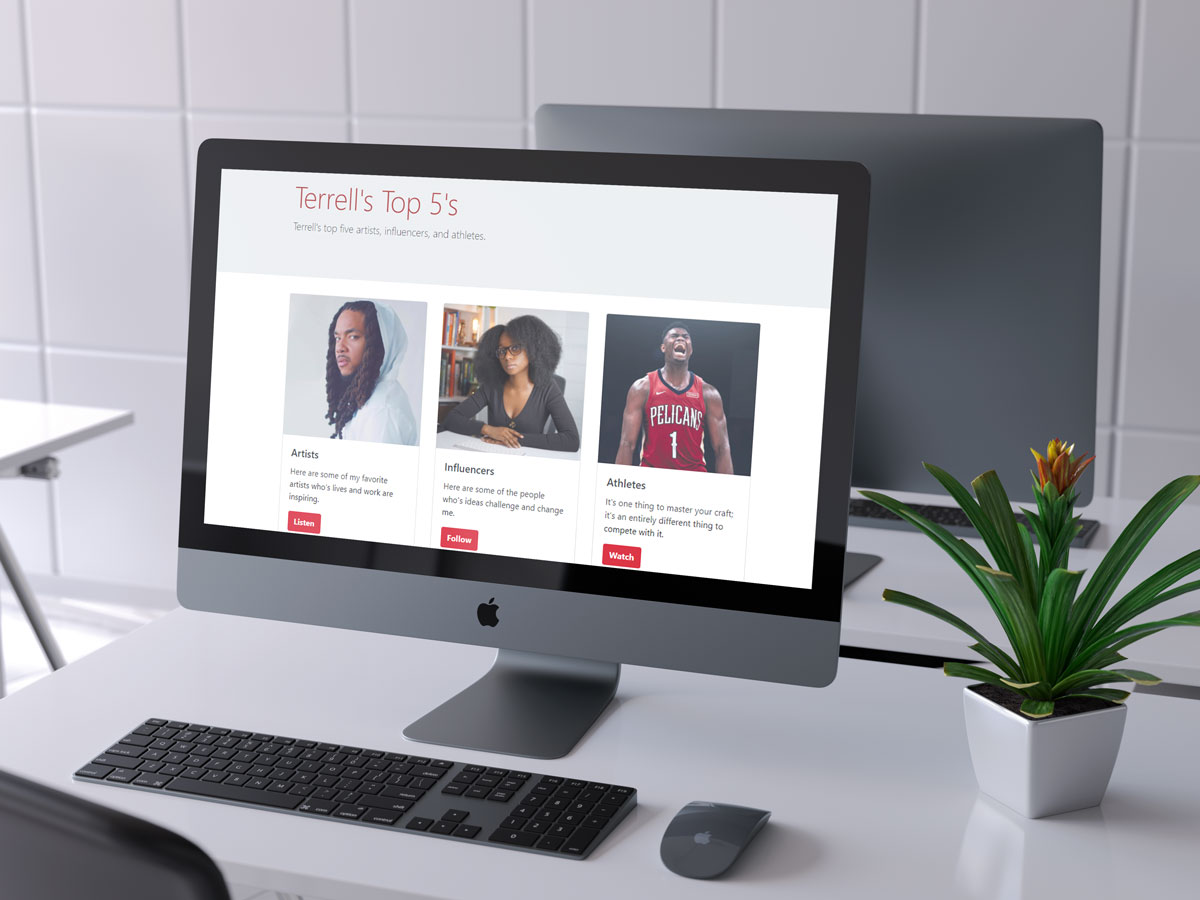 Terrell's Top 5's
Terrell's top five artists, influencers, and athletes.
PELICANS
1
Artists
Here are some of my favorite
artists who's lives and work are
inspiring.
Listen
Influencers
Here are some of the people
who's ideas challenge and change
me.
Follow
Athletes
It's one thing to master your craft;
it's an entirely different thing to
compete with it.
Watch